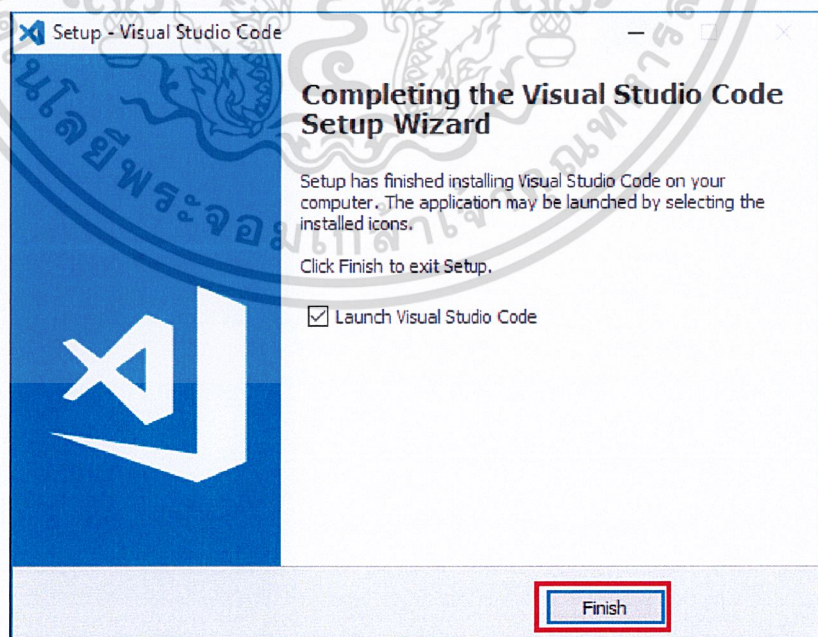 Setup - Visual Studio Code
Completing the Visual Studio Code
Setup Wizard
Setup has finished installing Visual Studio Code on your
computer. The application may be launched by selecting the
installed icons.
Click Finish to exit Setup.
Launch Visual Studio Code
Finish